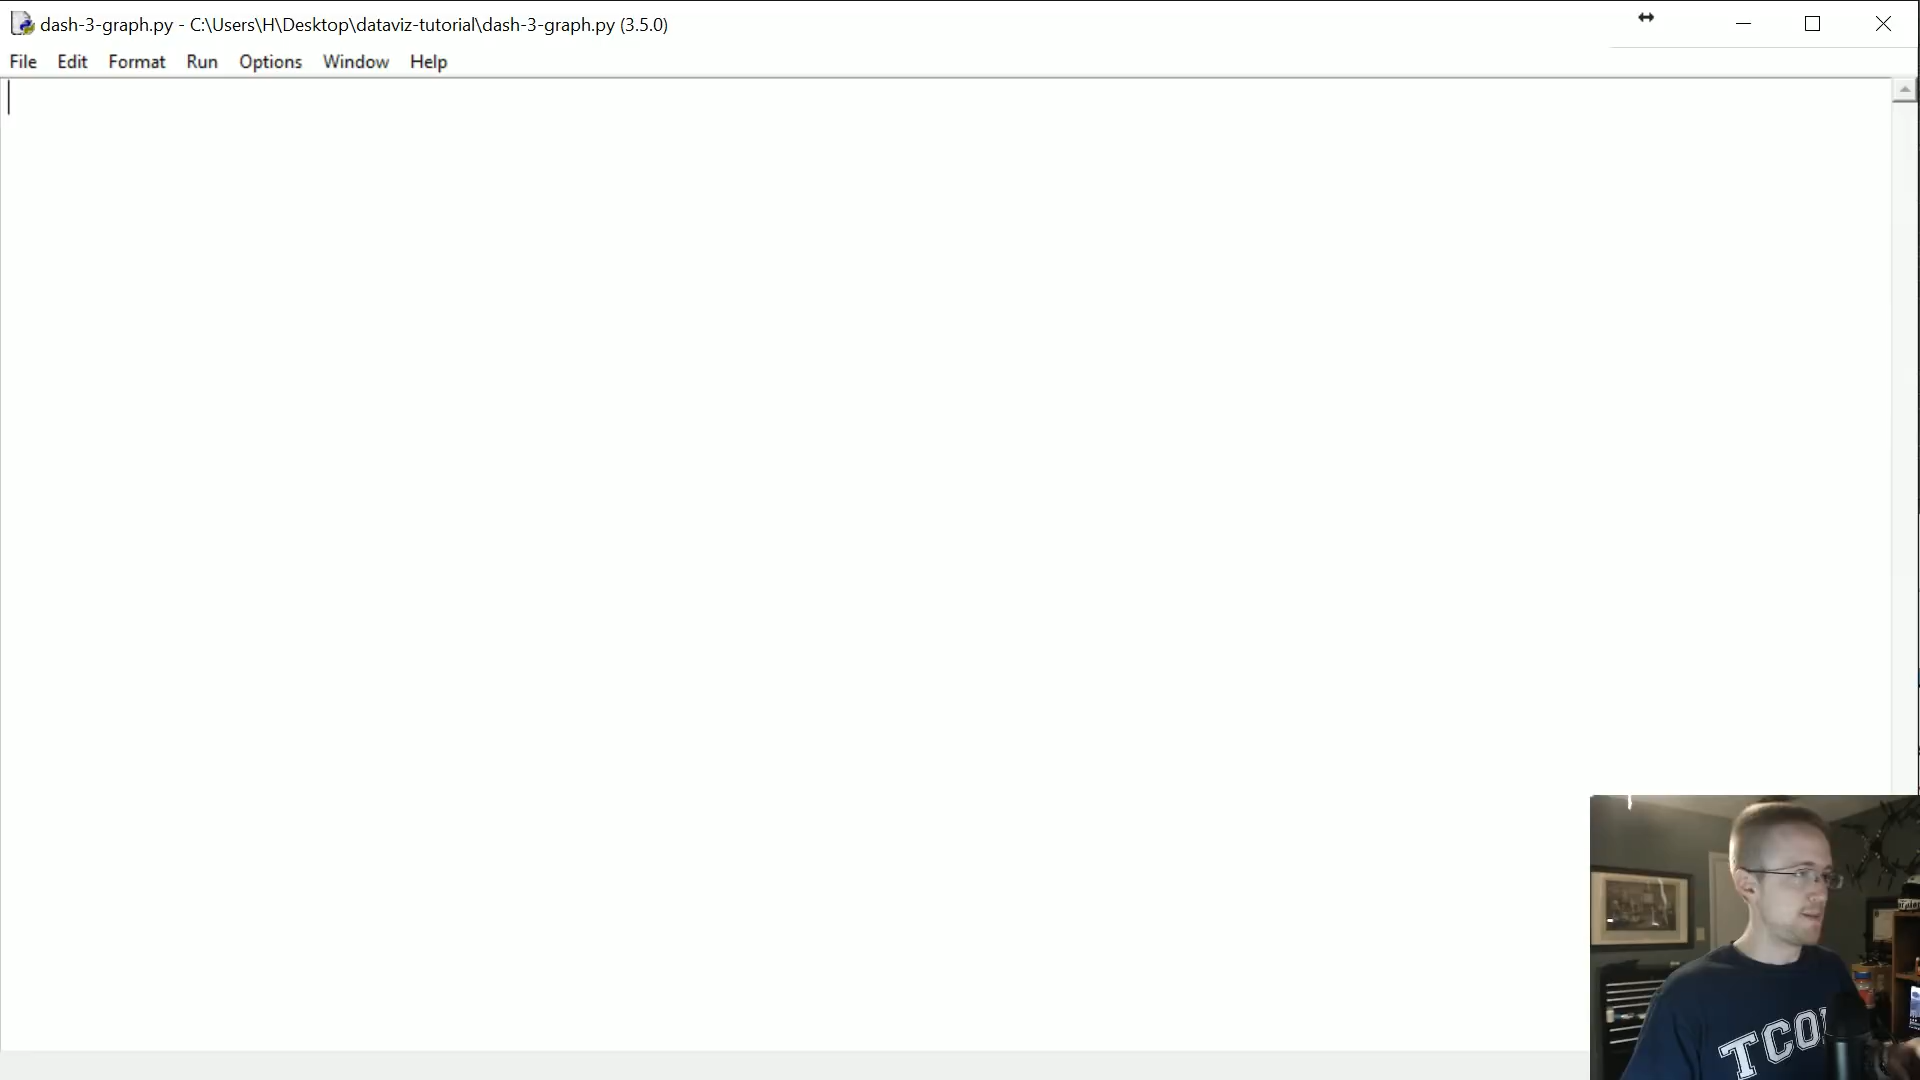 dash-3-graph.py - C:\Users\H\Desktop\dataviz-tutorial\dash-3-graph.py (3.5.0)
File Edit Format Run Options Window Help
TCO